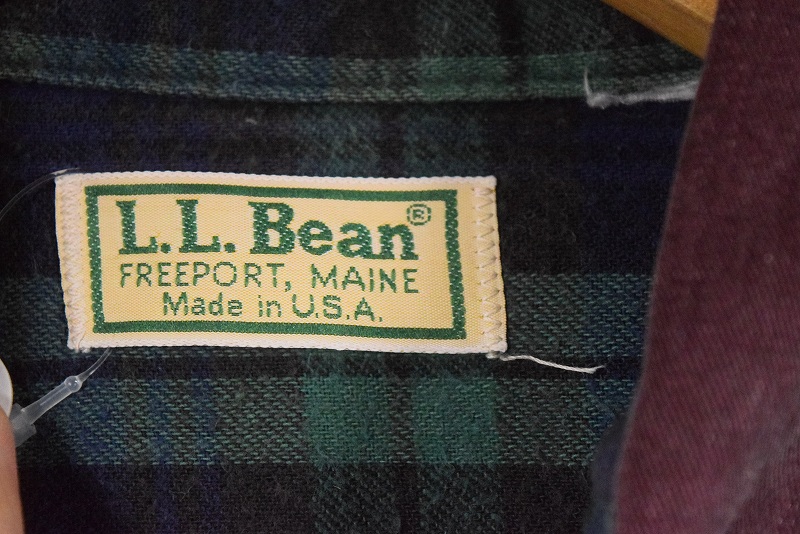 L.L. Bean®
FREEPORT, MAINE
Made in U.S.A.